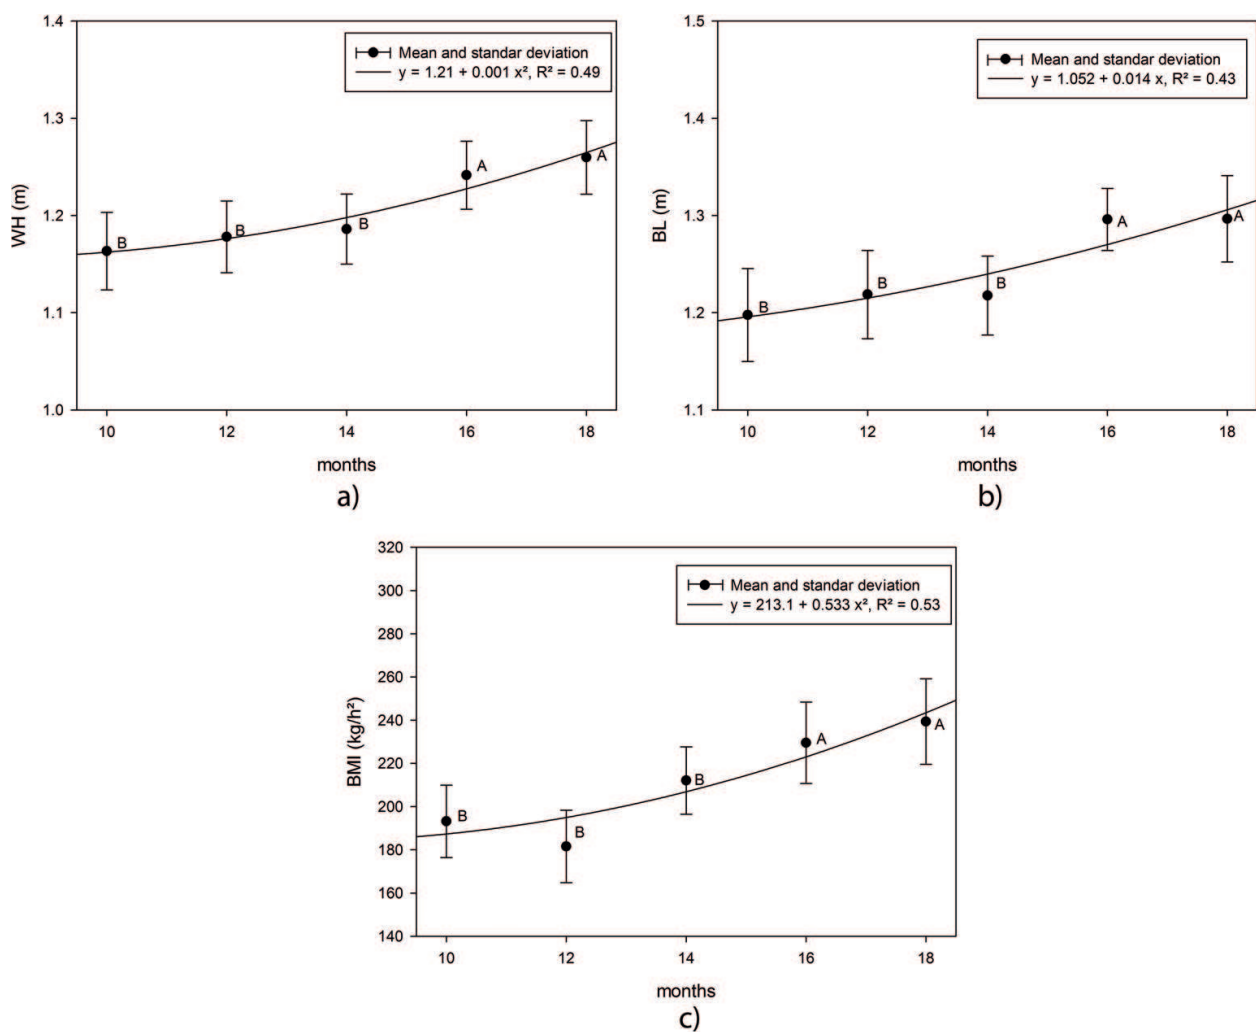 1.4
1.3
1.2
1.1
1.0
WH (m)
Mean and standar deviation
y = 1.21 + 0.001 x², R² = 0.49
B
B
B
A
A
10 12 14 16 18
months
a)
1.5
1.4
1.3
1.2
1.1
BL (m)
Mean and standar deviation
y = 1.052 + 0.014 x, R² = 0.43
B
B
B
A
A
10 12 14 16 18
months
b)
320
300
280
260
240
220
200
180
160
140
BMI (kg/h²)
Mean and standar deviation
y = 213.1 + 0.533 x², R² = 0.53
B
B
B
A
A
10 12 14 16 18
months
c)